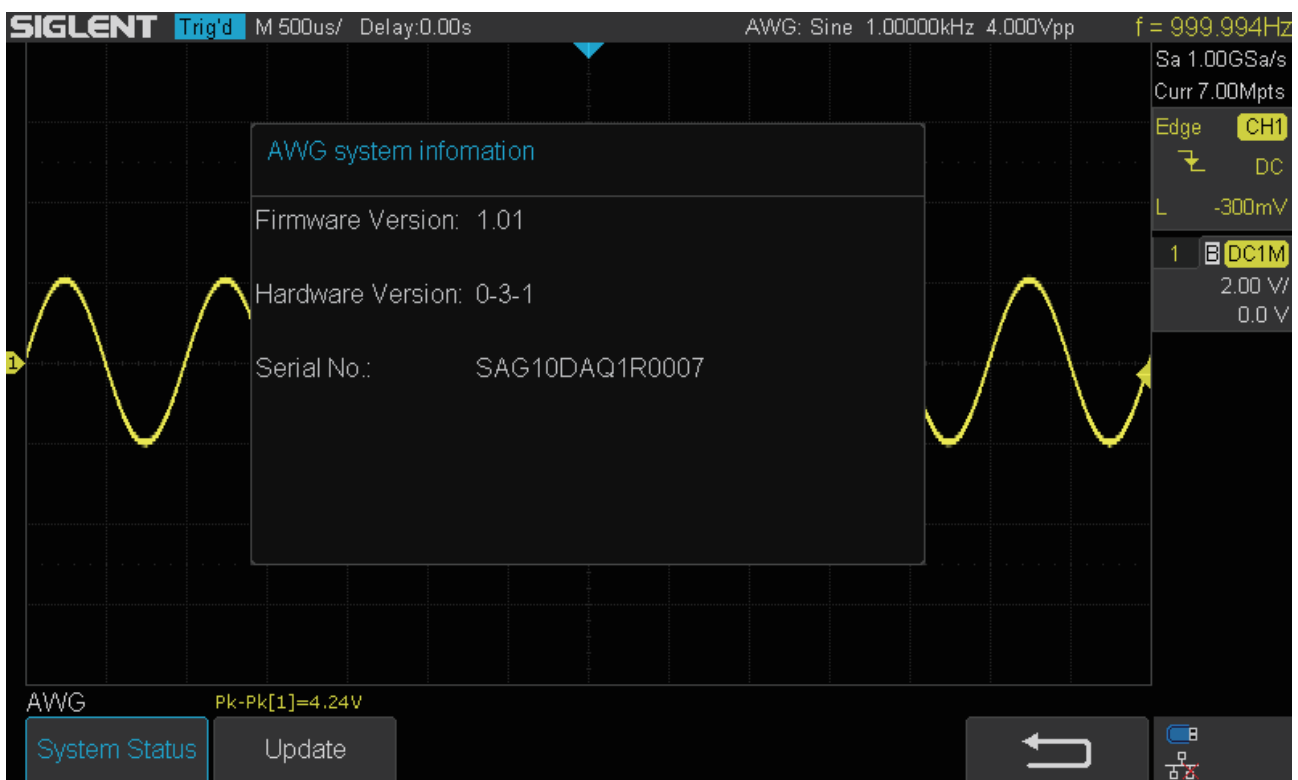 SIGLENT Trig'd M 500us/ Delay:0.00s AWG: Sine 1.00000kHz 4.000Vpp f = 999.994Hz
Sa 1.00GSa/s
Curr 7.00Mpts
Edge CH1
DC
L -300mV
1 B DC1M
2.00 V/
0.0 V
AWG system infomation
Firmware Version: 1.01
Hardware Version: 0-3-1
Serial No.: SAG10DAQ1R0007
1
AWG Pk-Pk[1]=4.24V
System Status Update